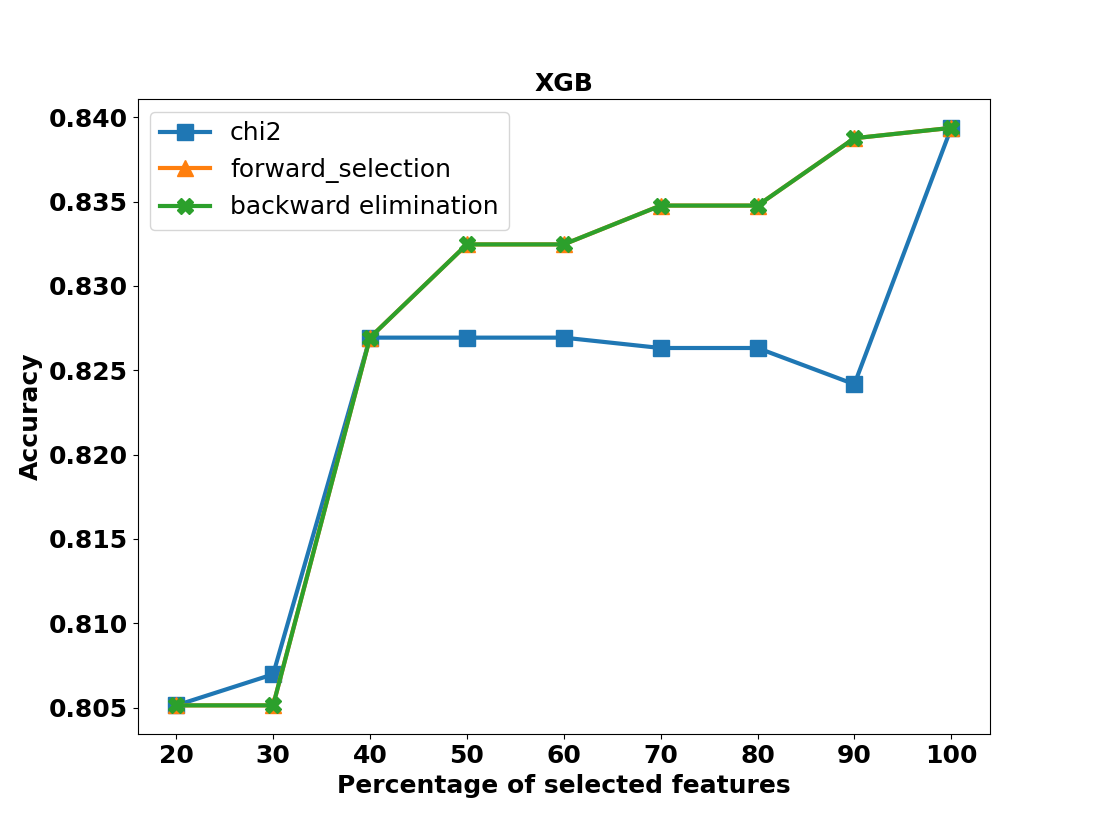 XGB
chi2
forward_selection
backward elimination
Accuracy
0.840
0.835
0.830
0.825
0.820
0.815
0.810
0.805
20 30 40 50 60 70 80 90 100
Percentage of selected features